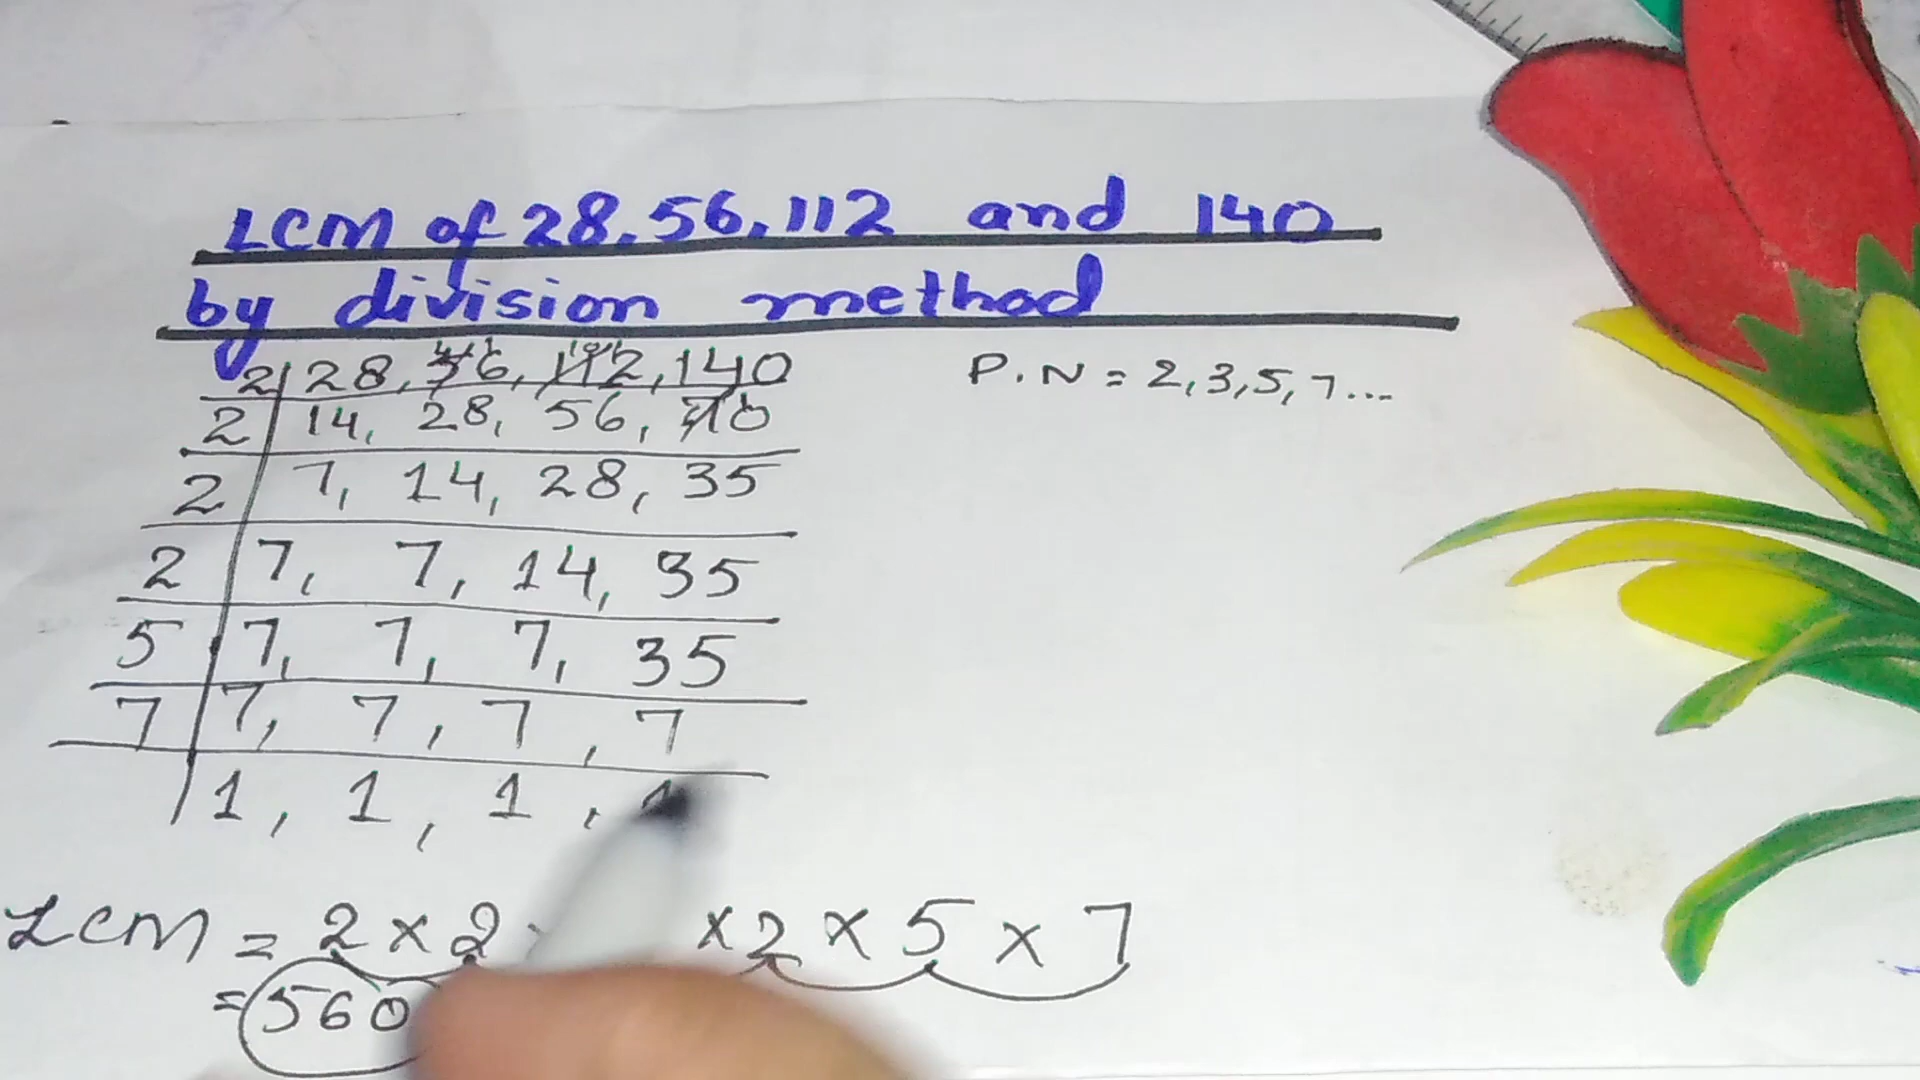 LCM of 28,56,112 and 140
by division method
2 28, 56, 112, 140
P.N = 2,3,5,7...
2 14, 28, 56, 70
2 7, 14, 28, 35
2 7, 7, 14, 35
5 7, 7, 7, 35
7 7, 7, 7, 7
1, 1, 1, 1
LCM = 2 × 2 × 2 × 5 × 7
= 560